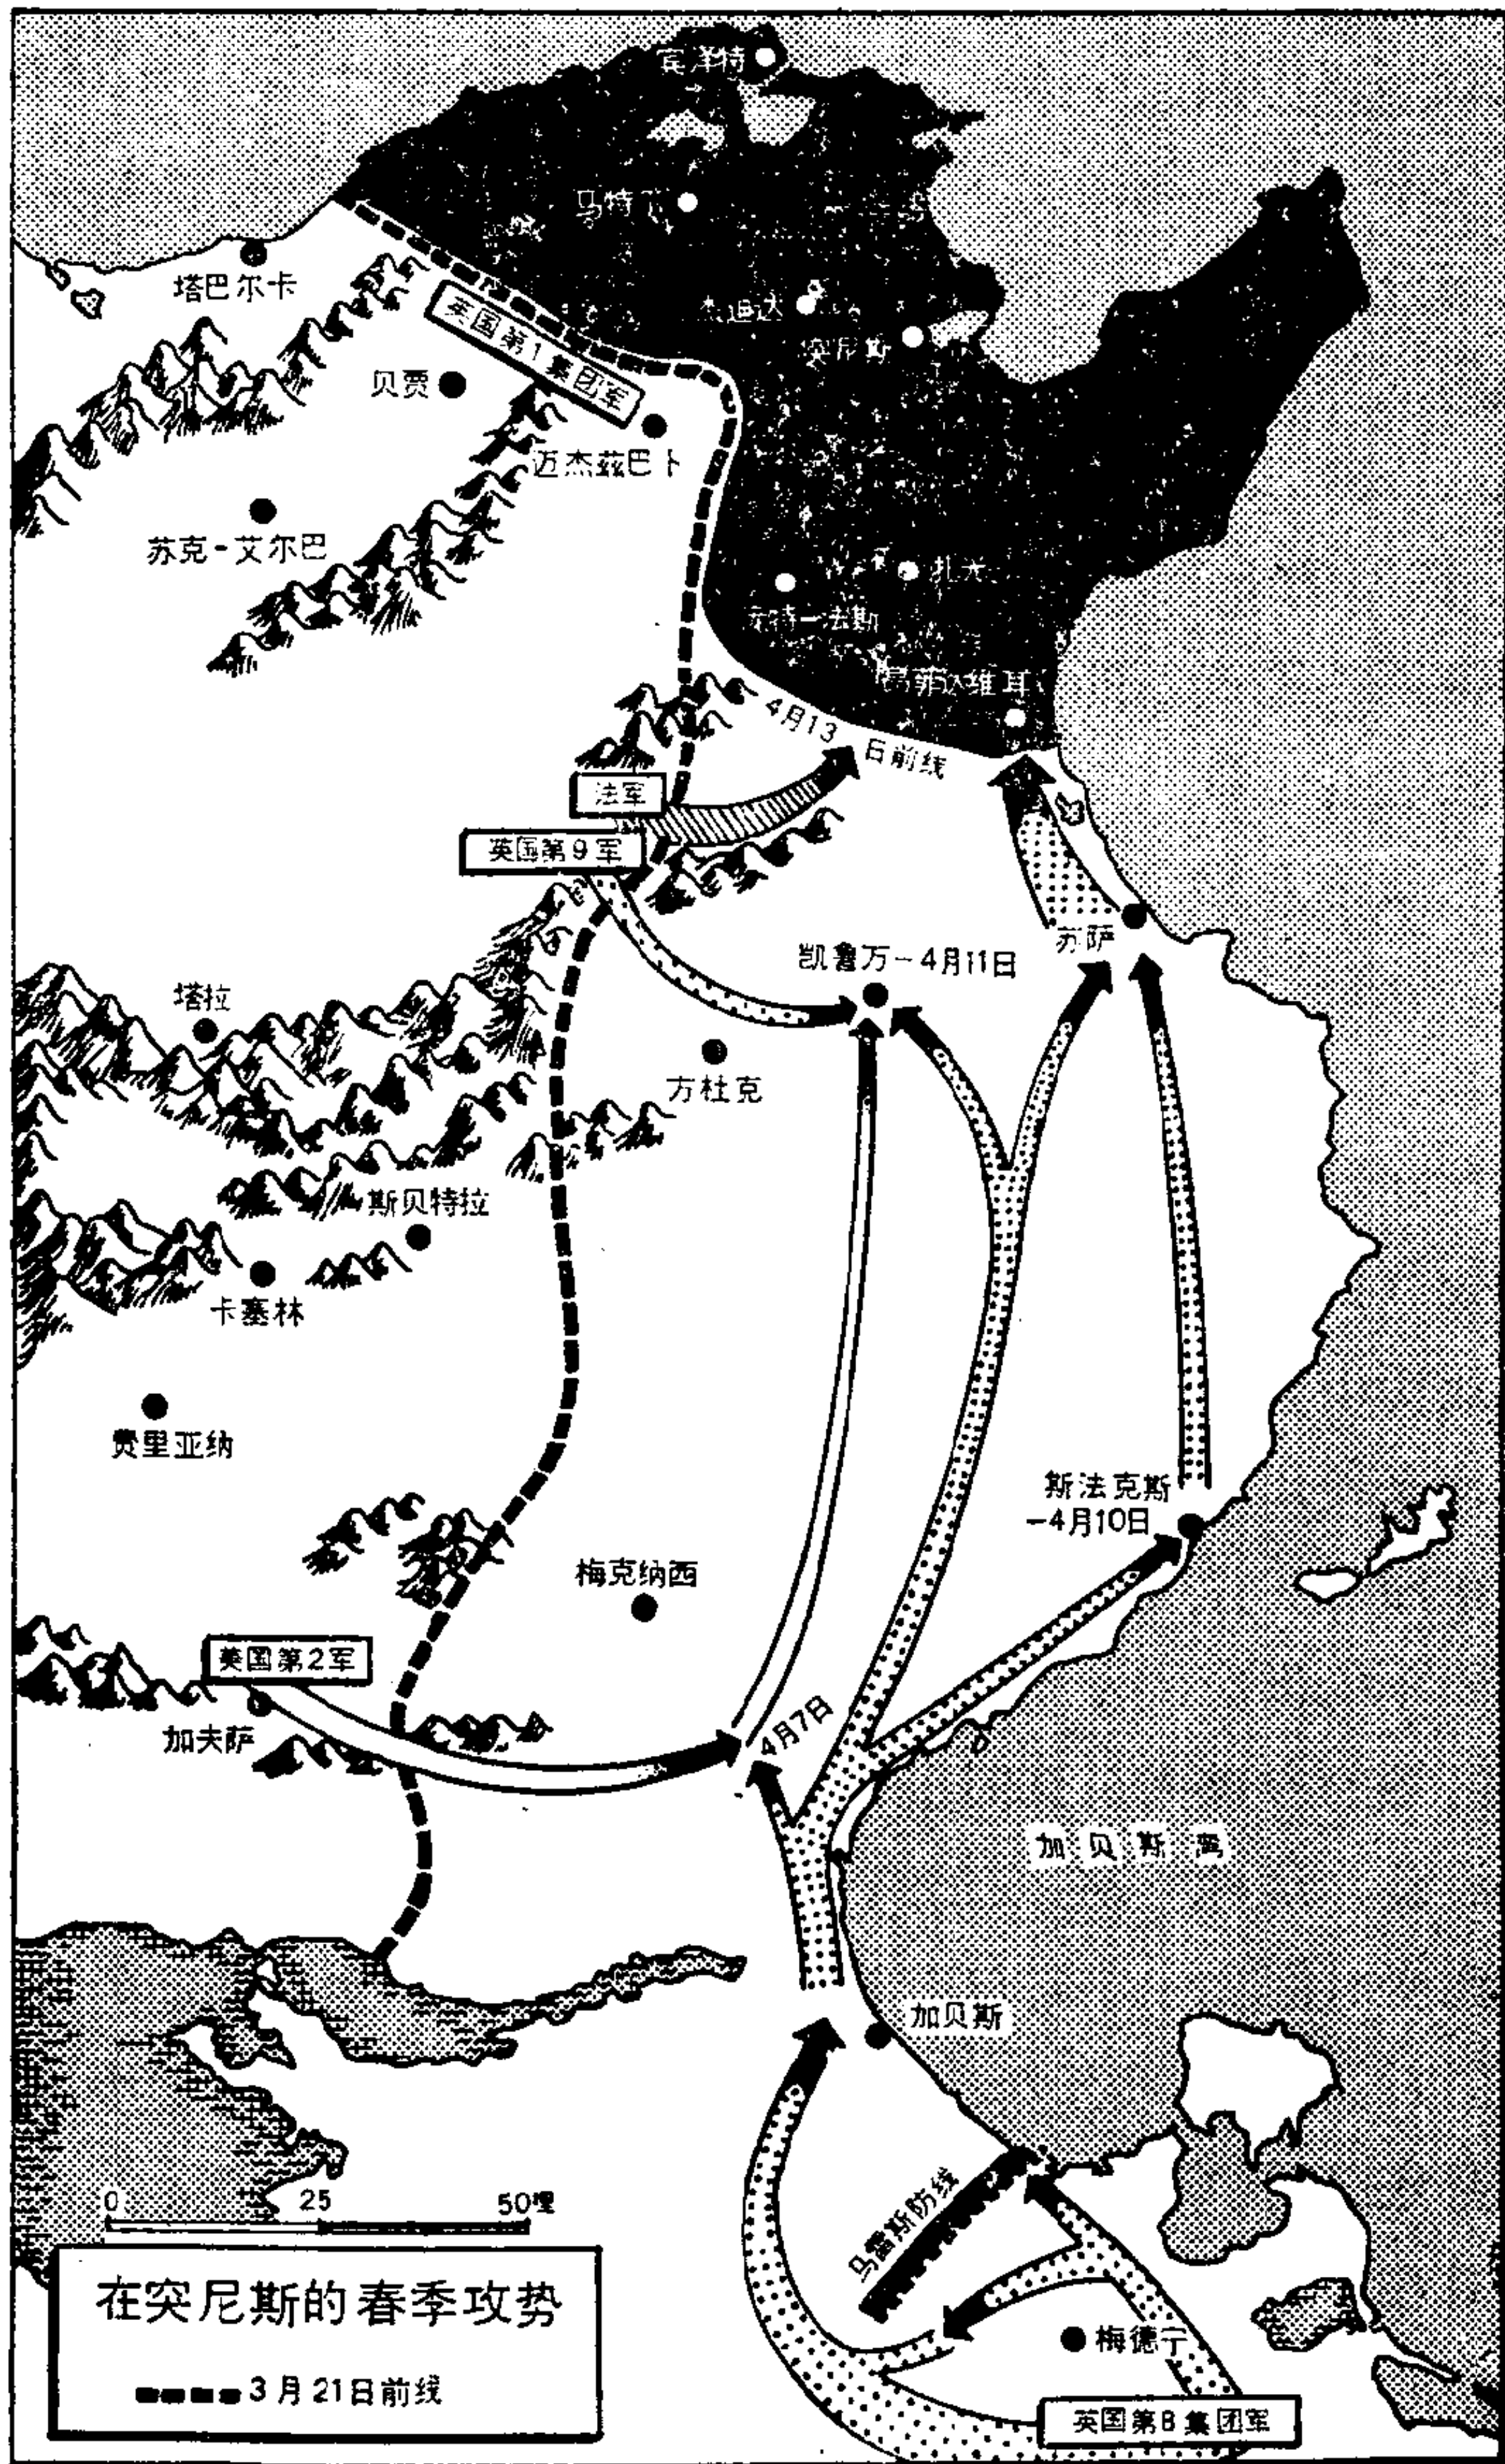 宾泽特
塔巴尔卡
杰迪达
突尼斯
英国第1集团军
贝贾
迈杰兹巴卜
苏克-艾尔巴
昂菲达维耳
4月13日前线
法军
英国第9军
苏萨
凯鲁万-4月11日
塔拉
方杜克
斯贝特拉
卡塞林
费里亚纳
斯法克斯
-4月10日
梅克纳西
美国第2军
加夫萨
4月7日
加贝斯湾
加贝斯
马雷斯防线
0 25 50哩
在突尼斯的春季攻势
3月21日前线
梅德宁
英国第8集团军